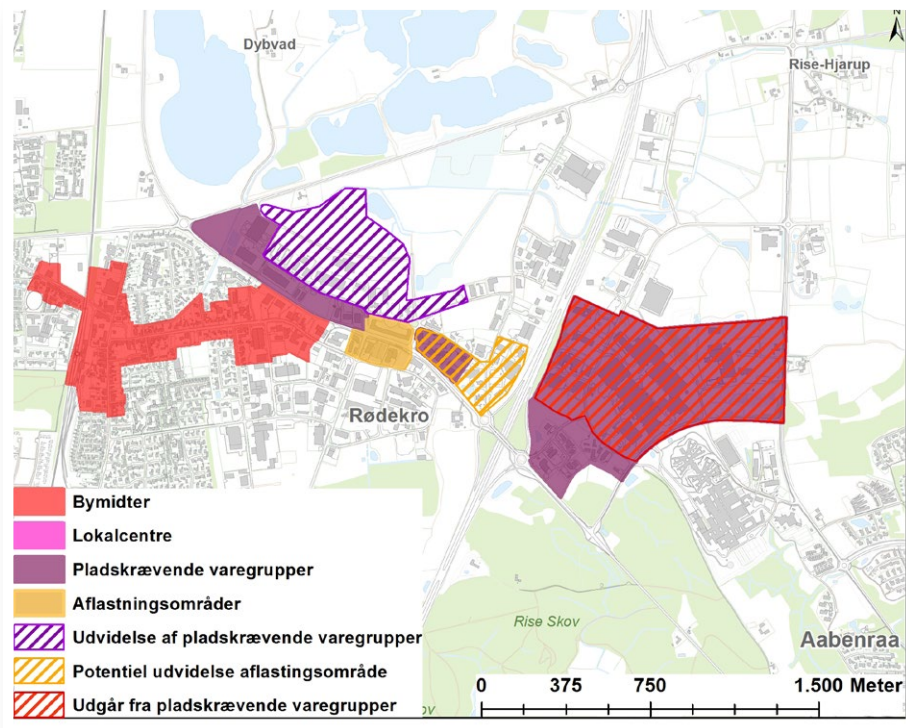 N
Dybvad
Rise-Hjarup
Rødekro
Rise Skov
Aabenraa
Bymidter
Lokalcentre
Pladskrævende varegrupper
Aflastningsområder
Udvidelse af pladskrævende varegrupper
Potentiel udvidelse aflastingsområde
Udgår fra pladskrævende varegrupper
0 375 750 1.500 Meter
ov